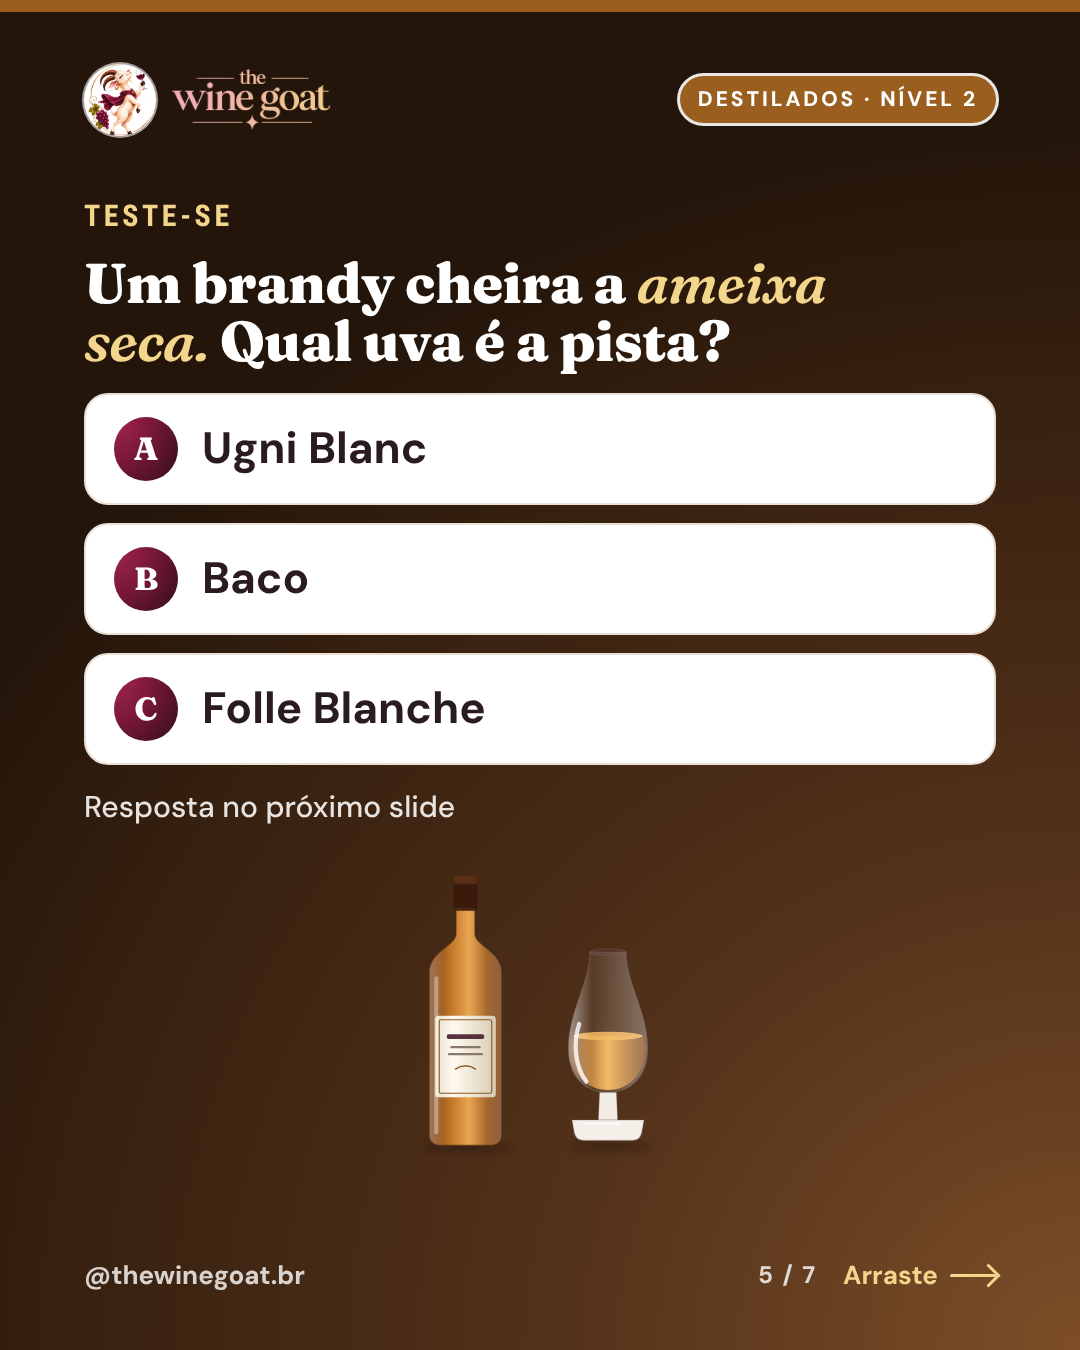 the
wine goat
DESTILADOS · NÍVEL 2
TESTE-SE
Um brandy cheira a ameixa
seca. Qual uva é a pista?
A Ugni Blanc
B Baco
C Folle Blanche
Resposta no próximo slide
@thewinegoat.br
5 / 7 Arraste